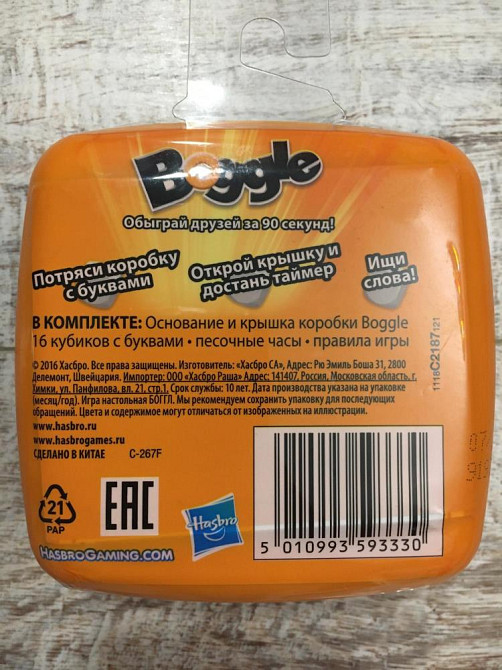 Boggle
Обыграй друзей за 90 секунд!
Потряси коробку
с буквами
Открой крышку и
достань таймер
Ищи
слова!
В КОМПЛЕКТЕ: Основание и крышка коробки Boggle
16 кубиков с буквами • песочные часы • правила игры
© 2016 Хасбро. Все права защищены. Изготовитель: «Хасбро СА», Адрес: Рю Эмиль Боша 31, 2800
Делемонт, Швейцария. Импортер: ООО «Хасбро Раша» Адрес: 141407, Россия, Московская область, г.
Химки, ул. Панфилова, вл. 21, стр.1. Срок службы: 10 лет. Дата производства указана на упаковке
(месяц/год). Игра настольная БОГГЛ. Мы рекомендуем сохранить упаковку для последующих
обращений. Цвета и содержимое могут отличаться от изображенных на иллюстрации.
www.hasbro.ru
www.hasbrogames.ru
СДЕЛАНО В КИТАЕ C-267F
1118C2187121
21
PAP
EAC
Hasbro
HASBROGAMING.COM
5 010993 593330